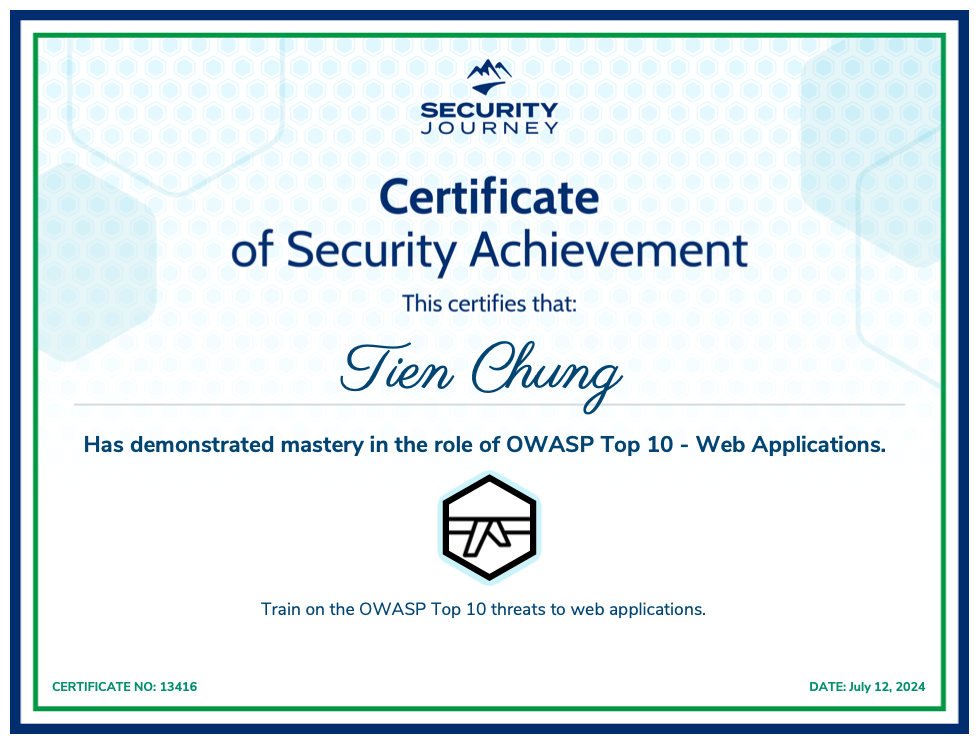 SECURITY
JOURNEY
Certificate
of Security Achievement
This certifies that:
Tien Chung
Has demonstrated mastery in the role of OWASP Top 10 - Web Applications.
Train on the OWASP Top 10 threats to web applications.
CERTIFICATE NO: 13416
DATE: July 12, 2024